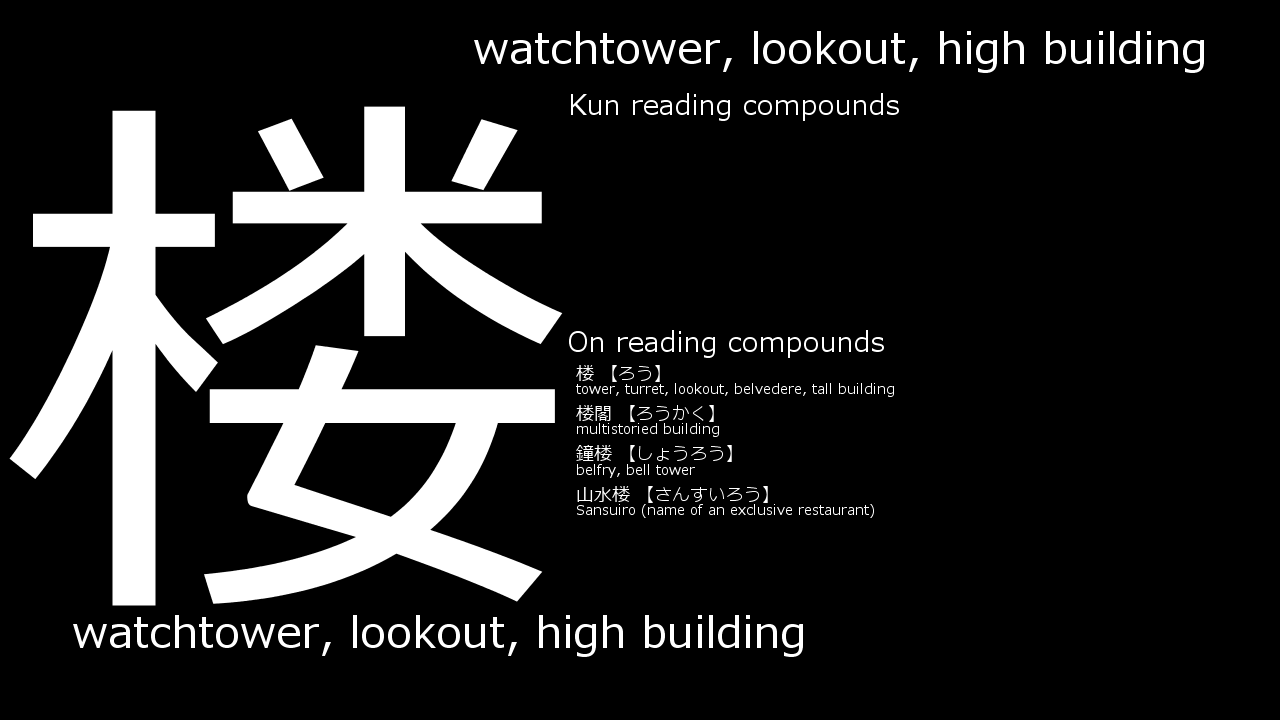 watchtower, lookout, high building
楼
Kun reading compounds
On reading compounds
楼 【ろう】
tower, turret, lookout, belvedere, tall building
楼閣 【ろうかく】
multistoried building
鐘楼 【しょうろう】
belfry, bell tower
山水楼 【さんすいろう】
Sansuiro (name of an exclusive restaurant)
watchtower, lookout, high building